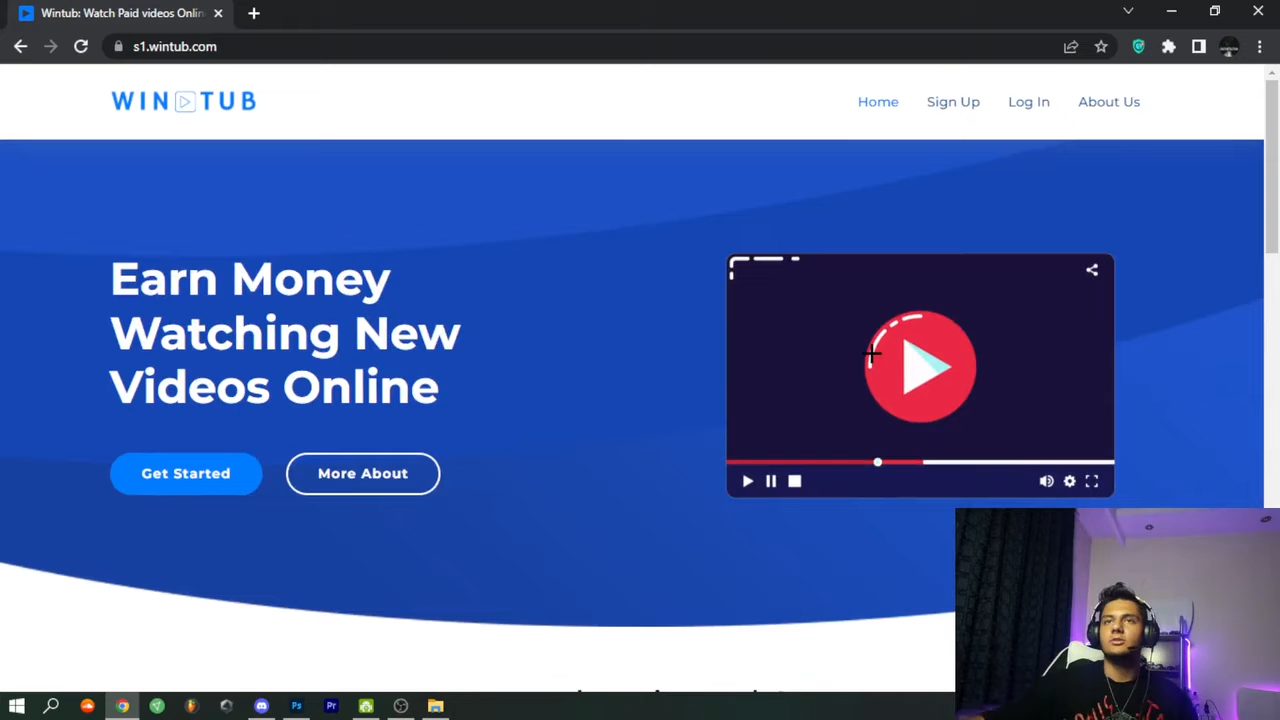 Wintub: Watch Paid videos Onlin
s1.wintub.com
WIN TUB
Home
Sign Up
Log In
About Us
Earn Money
Watching New
Videos Online
Get Started
More About